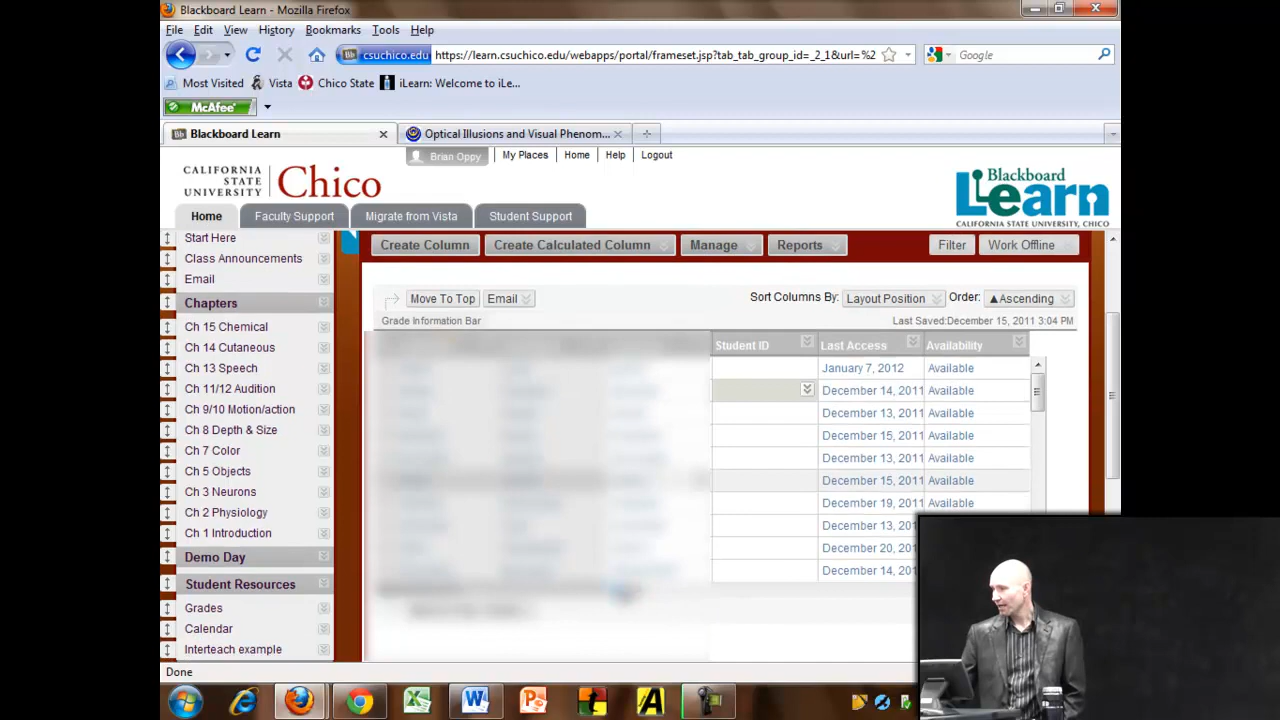 Blackboard Learn - Mozilla Firefox
File Edit View History Bookmarks Tools Help
csuchico.edu https://learn.csuchico.edu/webapps/portal/frameset.jsp?tab_tab_group_id=_2_1&url=%2 Google
Most Visited Vista Chico State iLearn: Welcome to iLe...
McAfee
Blackboard Learn Optical Illusions and Visual Phenom...
Brian Oppy My Places Home Help Logout
CALIFORNIA STATE UNIVERSITY Chico
Blackboard Learn
CALIFORNIA STATE UNIVERSITY, CHICO
Home Faculty Support Migrate from Vista Student Support
Start Here
Class Announcements
Email
Chapters
Ch 15 Chemical
Ch 14 Cutaneous
Ch 13 Speech
Ch 11/12 Audition
Ch 9/10 Motion/action
Ch 8 Depth & Size
Ch 7 Color
Ch 5 Objects
Ch 3 Neurons
Ch 2 Physiology
Ch 1 Introduction
Demo Day
Student Resources
Grades
Calendar
Interteach example
Create Column Create Calculated Column Manage Reports Filter Work Offline
Move To Top Email Sort Columns By: Layout Position Order: ▲Ascending
Grade Information Bar Last Saved:December 15, 2011 3:04 PM
Student ID Last Access Availability
January 7, 2012 Available
December 14, 2011 Available
December 13, 2011 Available
December 15, 2011 Available
December 13, 2011 Available
December 15, 2011 Available
December 19, 2011 Available
December 13, 201
December 20, 201
December 14, 201
Done